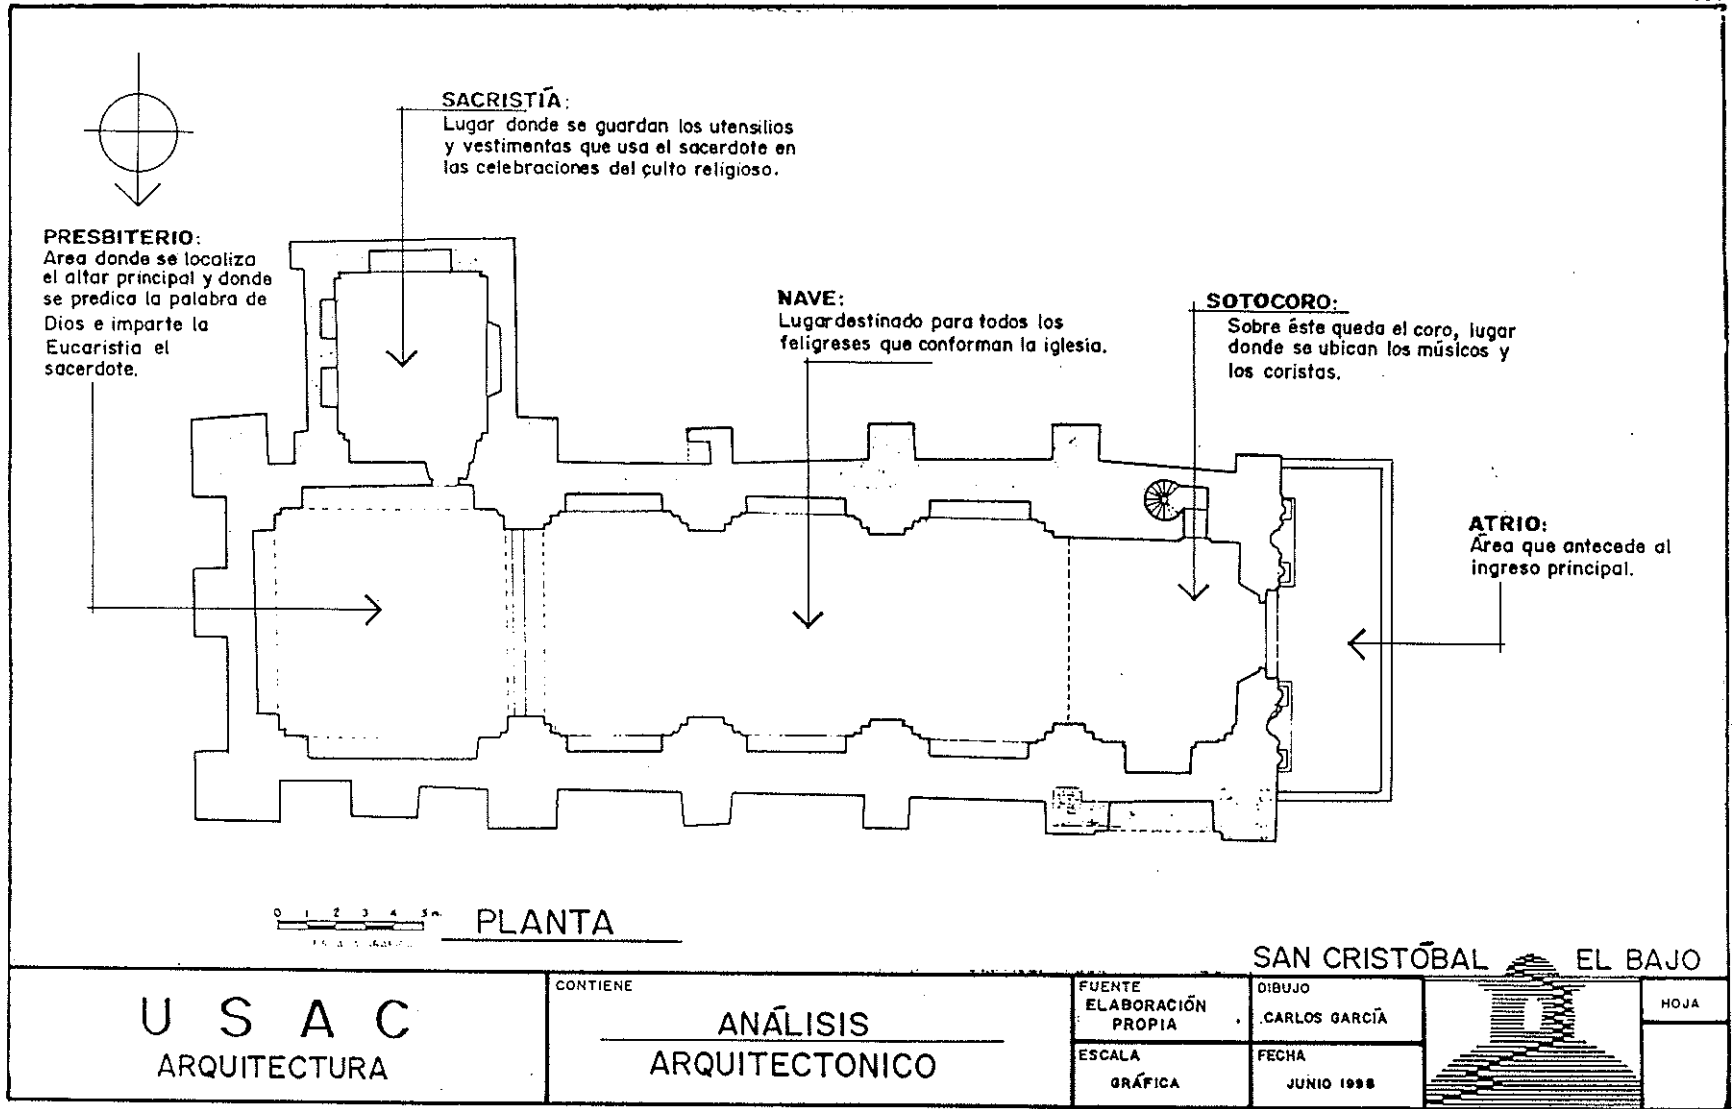 SACRISTÍA:
Lugar donde se guardan los utensilios
y vestimentas que usa el sacerdote en
las celebraciones del culto religioso.
PRESBITERIO:
Area donde se localiza
el altar principal y donde
se predica la palabra de
Dios e imparte la
Eucaristia el
sacerdote.
NAVE:
Lugar destinado para todos los
feligreses que conforman la iglesia.
SOTOCORO:
Sobre éste queda el coro, lugar
donde se ubican los músicos y
los coristas.
ATRIO:
Área que antecede al
ingreso principal.
0 1 2 3 4 5 m.
PLANTA
SAN CRISTÓBAL EL BAJO
U S A C
ARQUITECTURA
CONTIENE
ANÁLISIS
ARQUITECTONICO
FUENTE
ELABORACIÓN
PROPIA
ESCALA
GRÁFICA
DIBUJO
CARLOS GARCÍA
FECHA
JUNIO 1998
HOJA